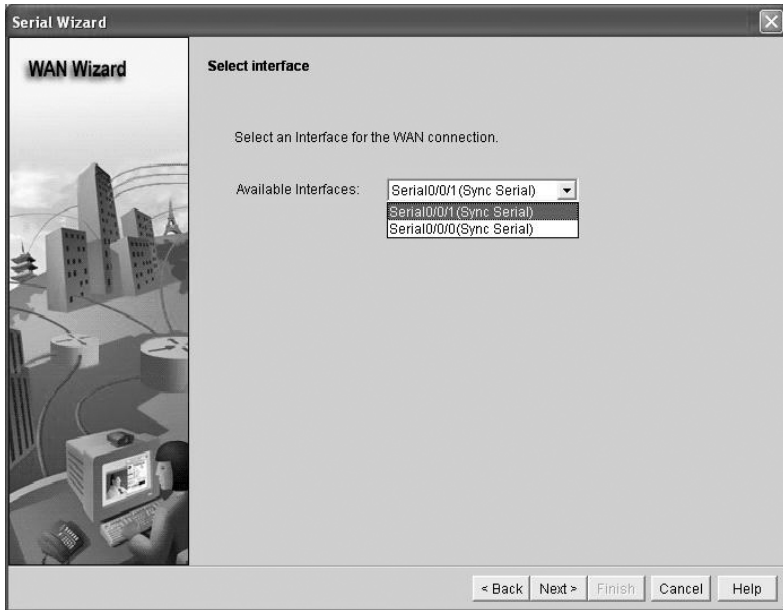 Serial Wizard
WAN Wizard
Select interface
Select an Interface for the WAN connection.
Available Interfaces: Serial0/0/1(Sync Serial)
Serial0/0/1(Sync Serial)
Serial0/0/0(Sync Serial)
< Back Next > Finish Cancel Help